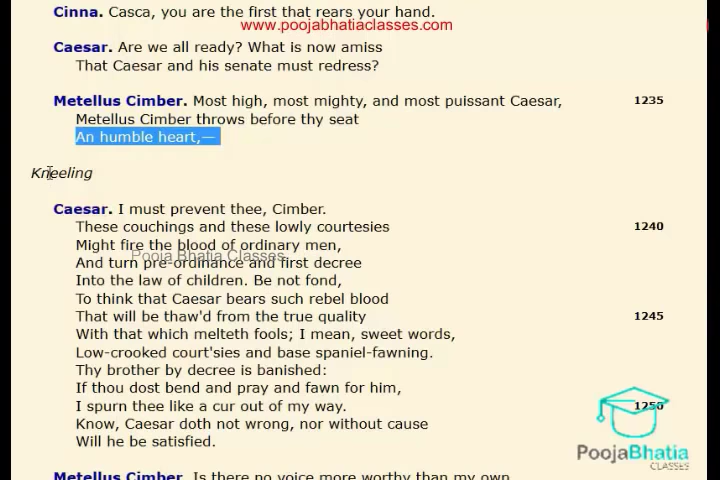 Cinna. Casca, you are the first that rears your hand.
www.poojabhatiaclasses.com
Caesar. Are we all ready? What is now amiss
That Caesar and his senate must redress?
Metellus Cimber. Most high, most mighty, and most puissant Caesar, 1235
Metellus Cimber throws before thy seat
An humble heart,—
Kneeling
Caesar. I must prevent thee, Cimber.
These couchings and these lowly courtesies 1240
Might fire the blood of ordinary men,
Pooja Bhatia Classes
And turn pre-ordinance and first decree
Into the law of children. Be not fond,
To think that Caesar bears such rebel blood
That will be thaw'd from the true quality 1245
With that which melteth fools; I mean, sweet words,
Low-crooked court'sies and base spaniel-fawning.
Thy brother by decree is banished:
If thou dost bend and pray and fawn for him,
I spurn thee like a cur out of my way. 1250
Know, Caesar doth not wrong, nor without cause
Will he be satisfied.
PoojaBhatia
CLASSES
Metellus Cimber. Is there no voice more worthy than my own